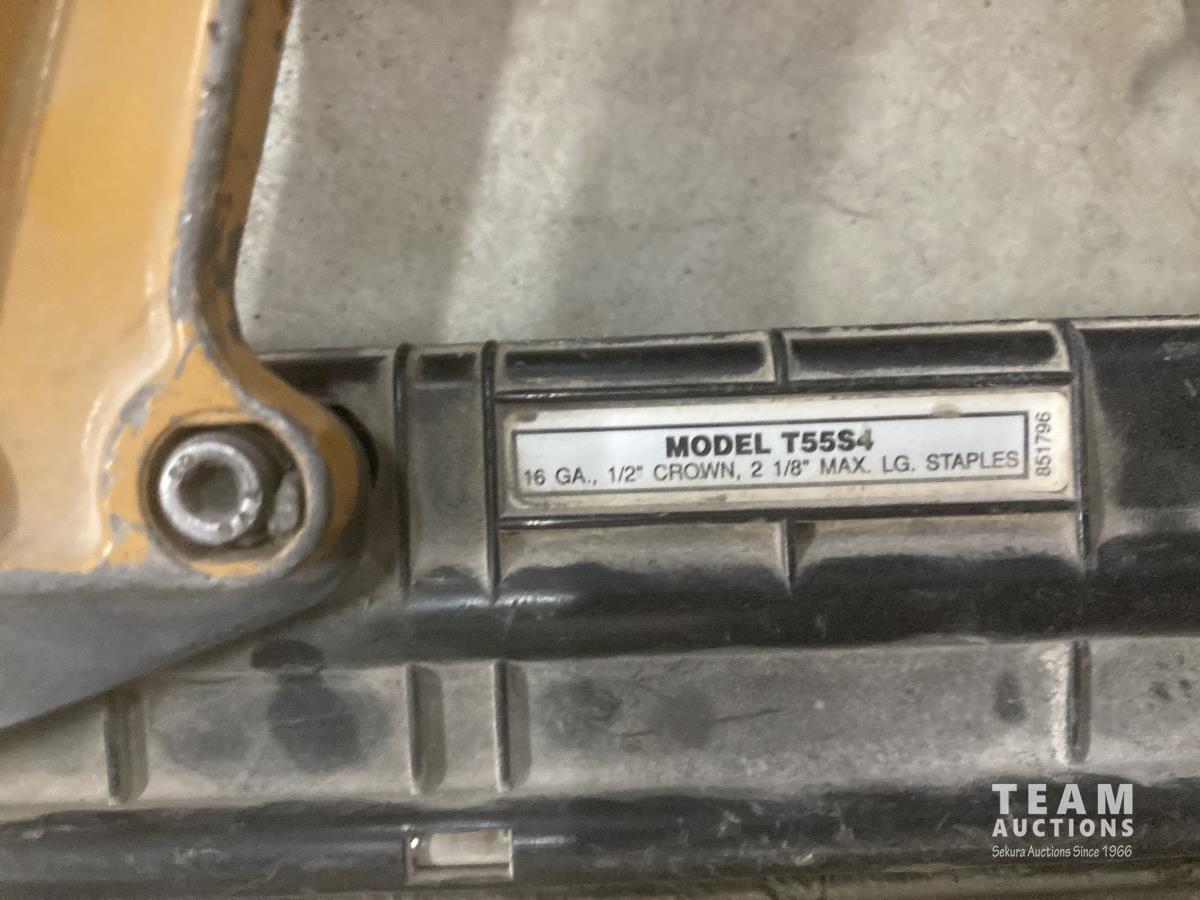 MODEL T55S4
16 GA., 1/2" CROWN, 2 1/8" MAX. LG. STAPLES
851796
TEAM
AUCTIONS
Sekura Auctions Since 1966